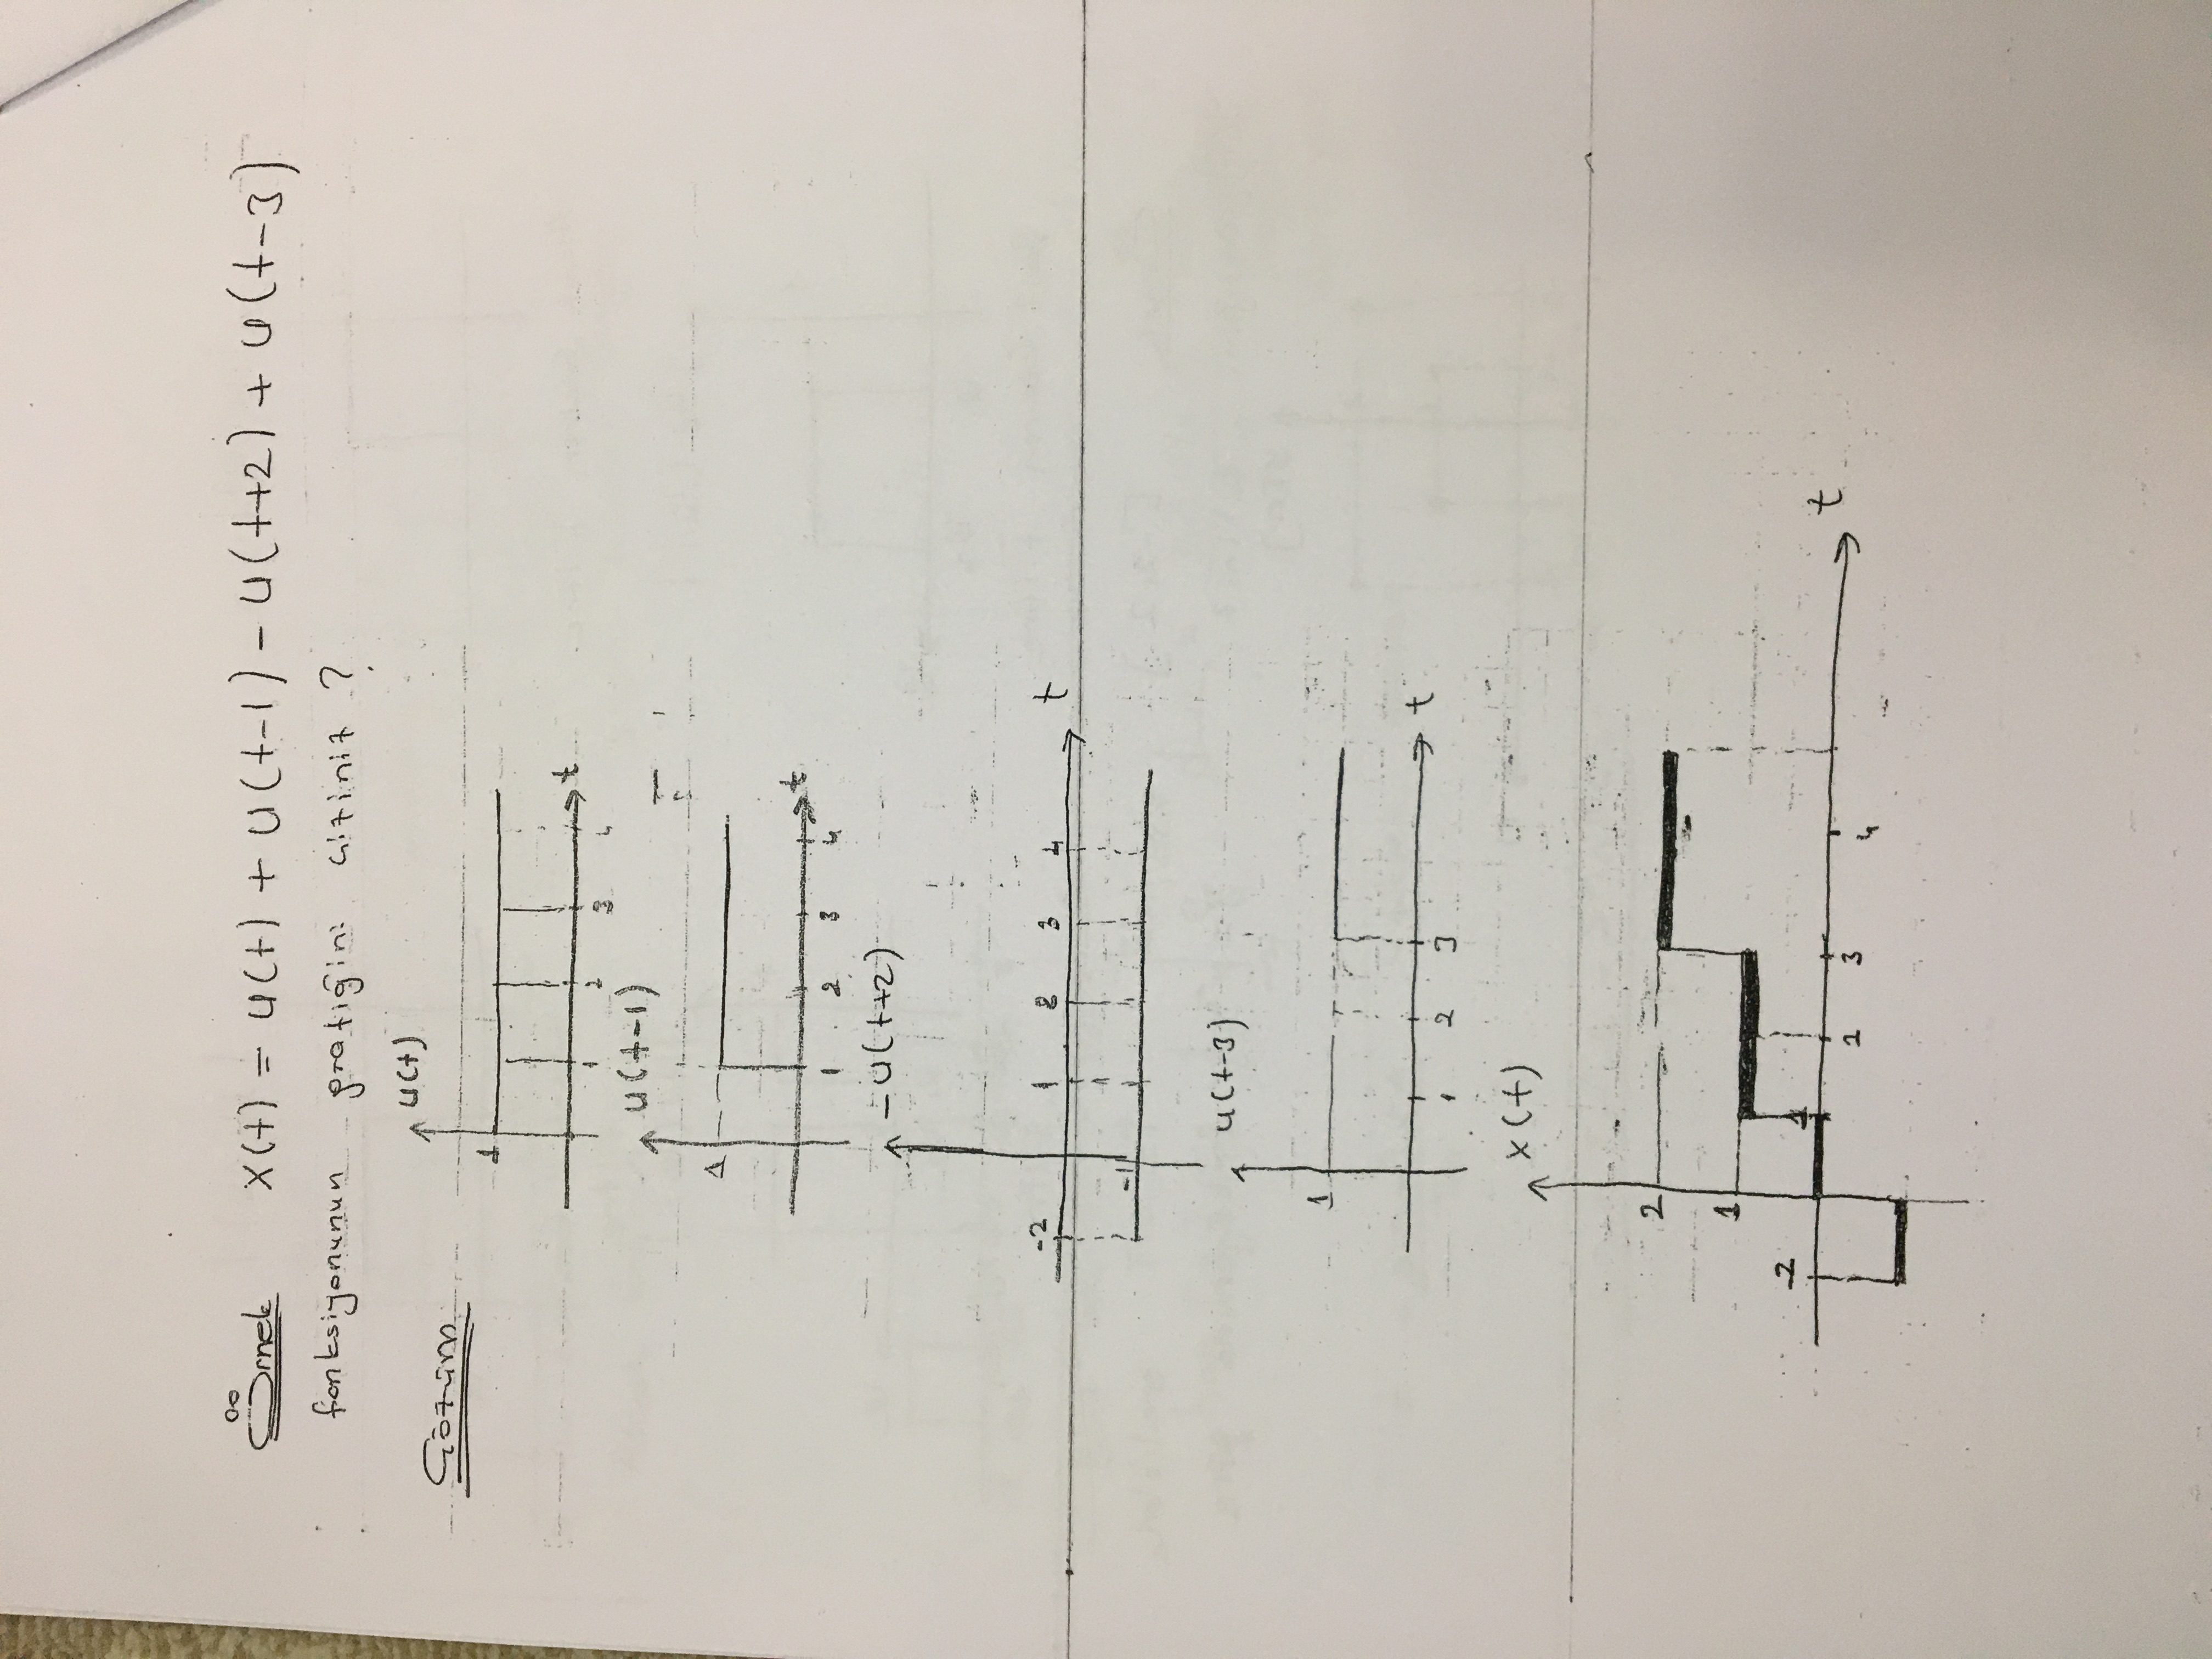 Örnek x(t) = u(t) + u(t-1) - u(t+2) + u(t-3)
fonksiyonunun grafiğini çiziniz ?
Çözüm
u(t)
1
t
1 2 3 4
u(t-1)
1
t
1 2 3 4
-u(t+2)
-2 1 2 3 4 t
-1
u(t-3)
1
t
1 2 3
x(t)
2
1
-2 1
t
2 3 4